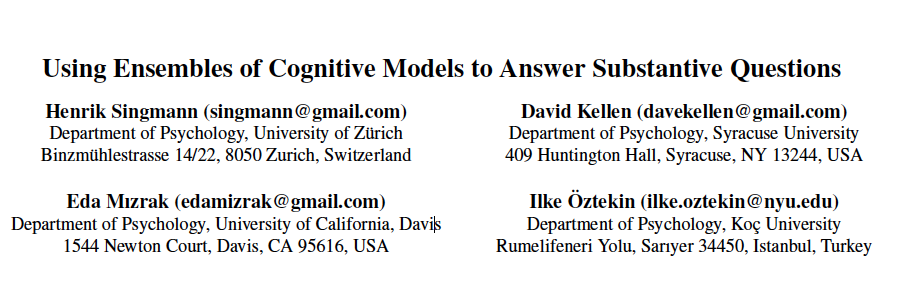 Using Ensembles of Cognitive Models to Answer Substantive Questions
Henrik Singmann (singmann@gmail.com)
Department of Psychology, University of Zürich
Binzmühlestrasse 14/22, 8050 Zurich, Switzerland
David Kellen (davekellen@gmail.com)
Department of Psychology, Syracuse University
409 Huntington Hall, Syracuse, NY 13244, USA
Eda Mızrak (edamizrak@gmail.com)
Department of Psychology, University of California, Davis
1544 Newton Court, Davis, CA 95616, USA
Ilke Öztekin (ilke.oztekin@nyu.edu)
Department of Psychology, Koç University
Rumelifeneri Yolu, Sarıyer 34450, Istanbul, Turkey